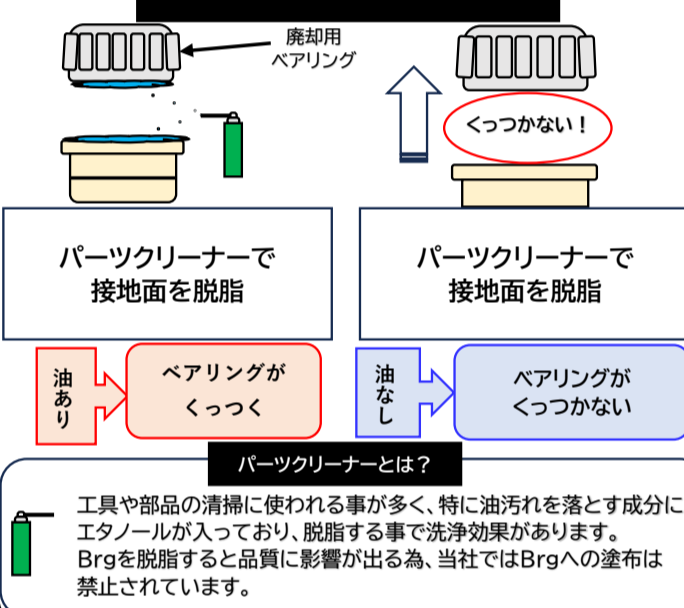 廃却用
ベアリング
くっつかない！
パーツクリーナーで
接地面を脱脂
パーツクリーナーで
接地面を脱脂
油あり
ベアリングが
くっつく
油なし
ベアリングが
くっつかない
パーツクリーナーとは？
工具や部品の清掃に使われる事が多く、特に油汚れを落とす成分に
エタノールが入っており、脱脂する事で洗浄効果があります。
Brgを脱脂すると品質に影響が出る為、当社ではBrgへの塗布は
禁止されています。